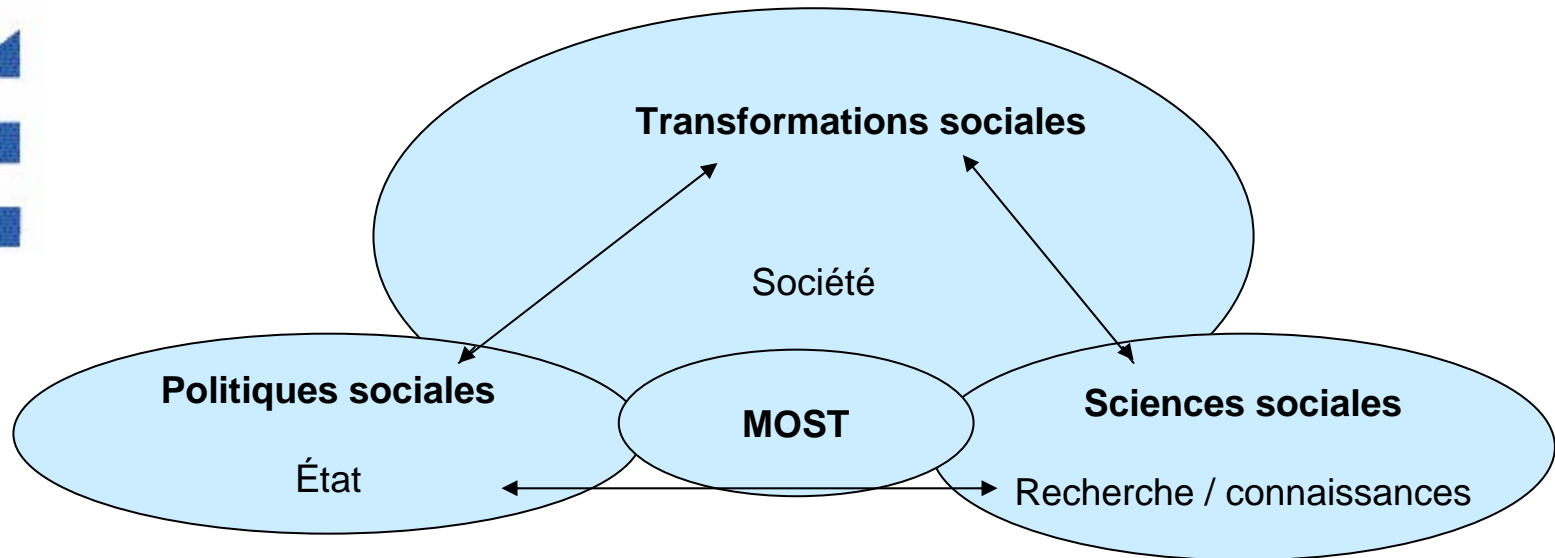 Transformations sociales
Société
Politiques sociales
État
MOST
Sciences sociales
Recherche / connaissances